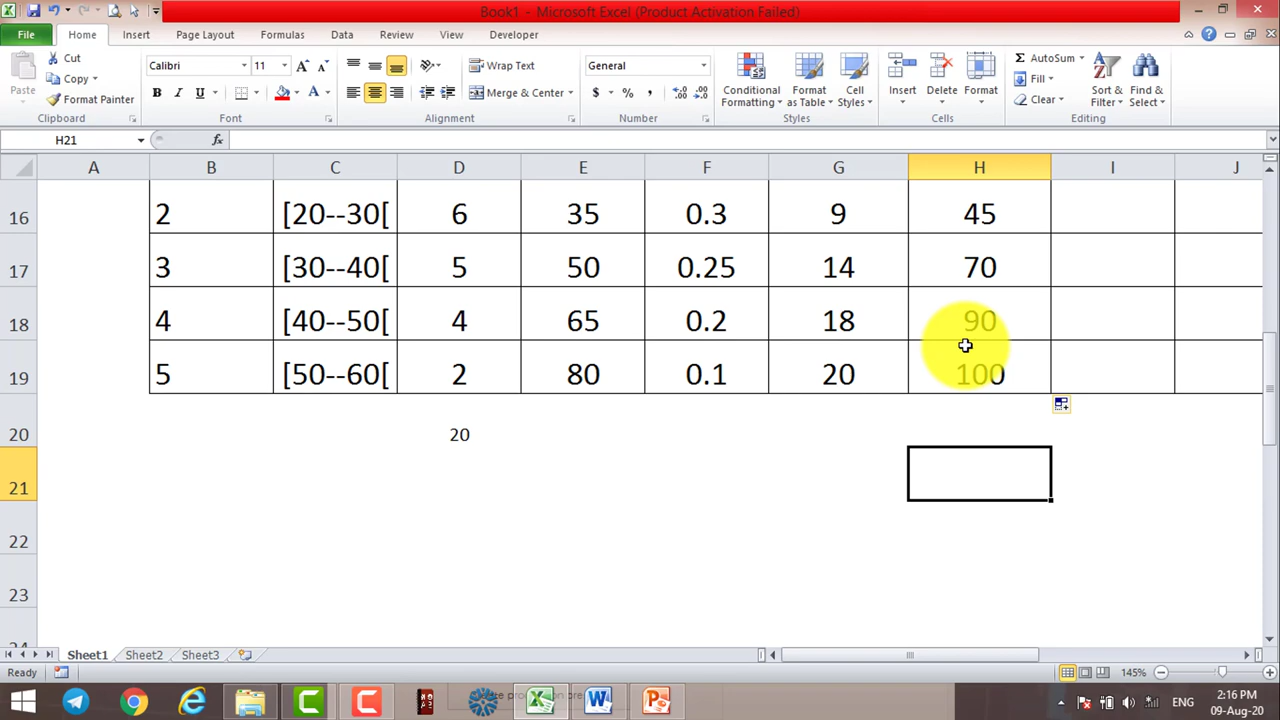 Book1 - Microsoft Excel (Product Activation Failed)
File Home Insert Page Layout Formulas Data Review View Developer
Cut
Copy
Format Painter
Paste
Clipboard
Calibri 11
B I U
Font
Wrap Text
Merge & Center
Alignment
General
$ % ,
Number
Conditional Formatting
Format as Table
Cell Styles
Styles
Insert Delete Format
Cells
AutoSum
Fill
Clear
Sort & Filter
Find & Select
Editing
H21 fx
A B C D E F G H I J
16 2 [20--30[ 6 35 0.3 9 45
17 3 [30--40[ 5 50 0.25 14 70
18 4 [40--50[ 4 65 0.2 18 90
19 5 [50--60[ 2 80 0.1 20 100
20 20
21
22
23
24
Sheet1 Sheet2 Sheet3
Ready 145%
ENG
2:16 PM
09-Aug-20